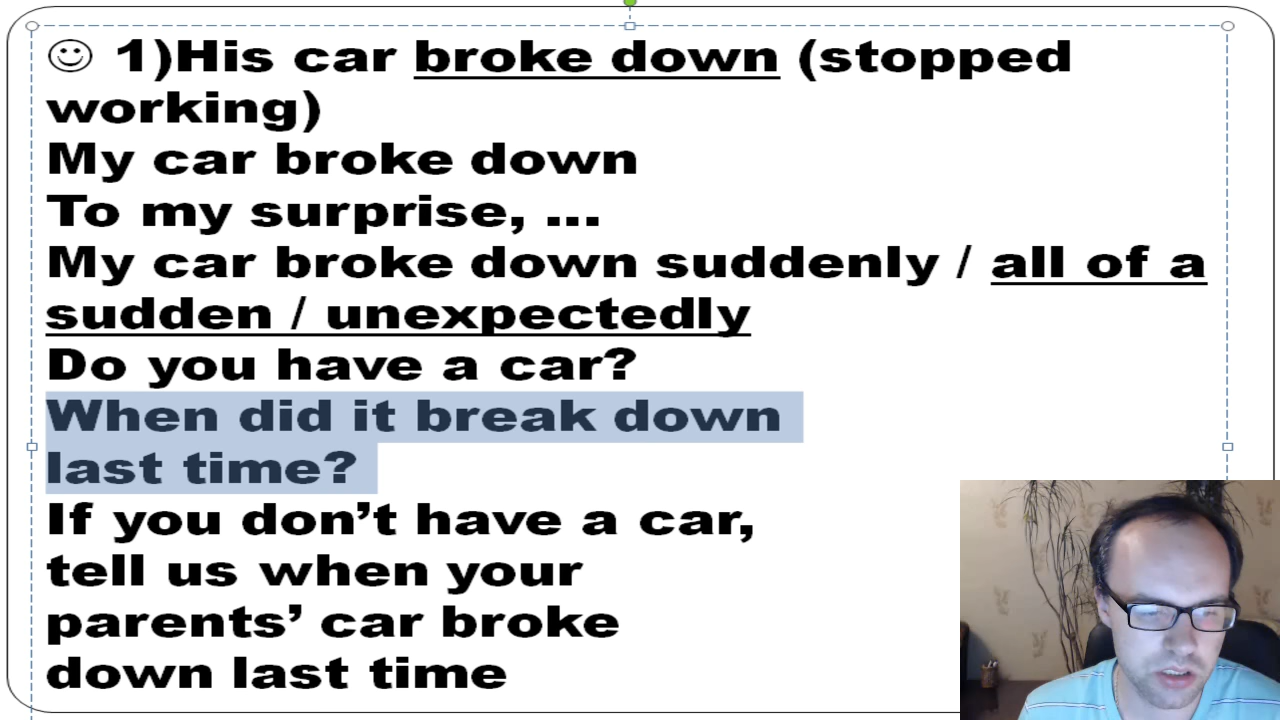 ☺ 1)His car broke down (stopped
working)
My car broke down
To my surprise, ...
My car broke down suddenly / all of a
sudden / unexpectedly
Do you have a car?
When did it break down
last time?
If you don’t have a car,
tell us when your
parents’ car broke
down last time